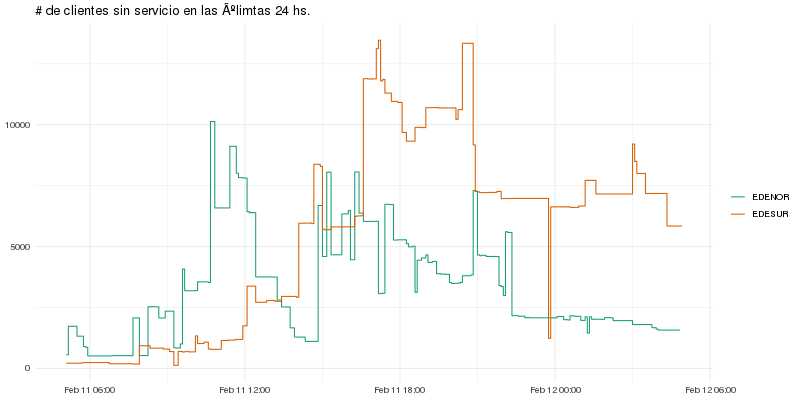 # de clientes sin servicio en las Ãºlimtas 24 hs.
10000
5000
0
EDENOR
EDESUR
Feb 11 06:00
Feb 11 12:00
Feb 11 18:00
Feb 12 00:00
Feb 12 06:00